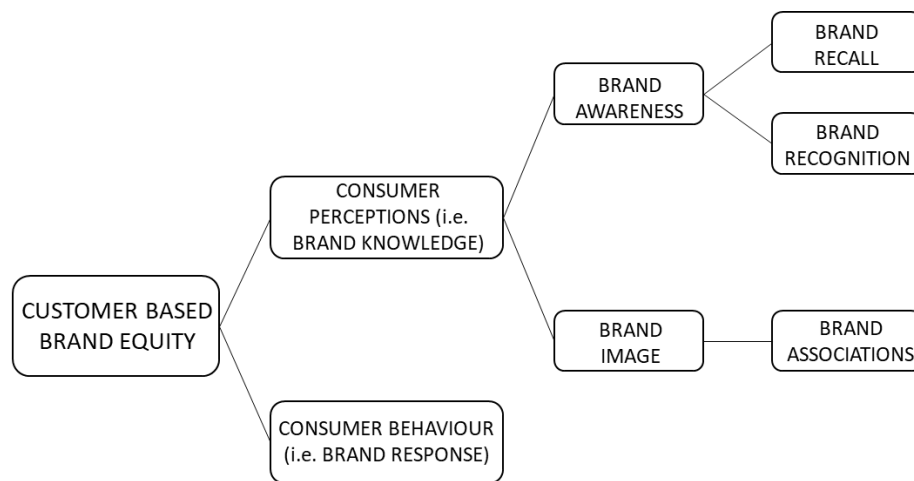 BRAND
RECALL
BRAND
AWARENESS
BRAND
RECOGNITION
CONSUMER
PERCEPTIONS (i.e.
BRAND KNOWLEDGE)
CUSTOMER BASED
BRAND EQUITY
BRAND
IMAGE
BRAND
ASSOCIATIONS
CONSUMER BEHAVIOUR
(i.e. BRAND RESPONSE)